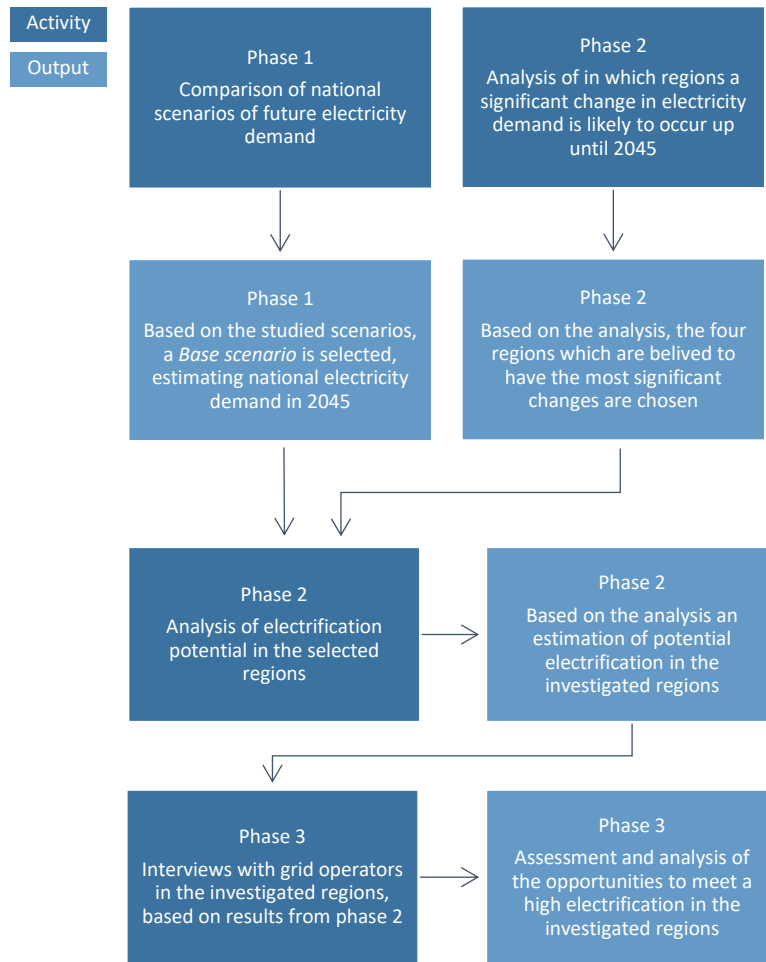 Activity
Output
Phase 1
Comparison of national
scenarios of future electricity
demand
Phase 2
Analysis of in which regions a
significant change in electricity
demand is likely to occur up
until 2045
Phase 1
Based on the studied scenarios,
a Base scenario is selected,
estimating national electricity
demand in 2045
Phase 2
Based on the analysis, the four
regions which are belived to
have the most significant
changes are chosen
Phase 2
Analysis of electrification
potential in the selected
regions
Phase 2
Based on the analysis an
estimation of potential
electrification in the
investigated regions
Phase 3
Interviews with grid operators
in the investigated regions,
based on results from phase 2
Phase 3
Assessment and analysis of
the opportunities to meet a
high electrification in the
investigated regions